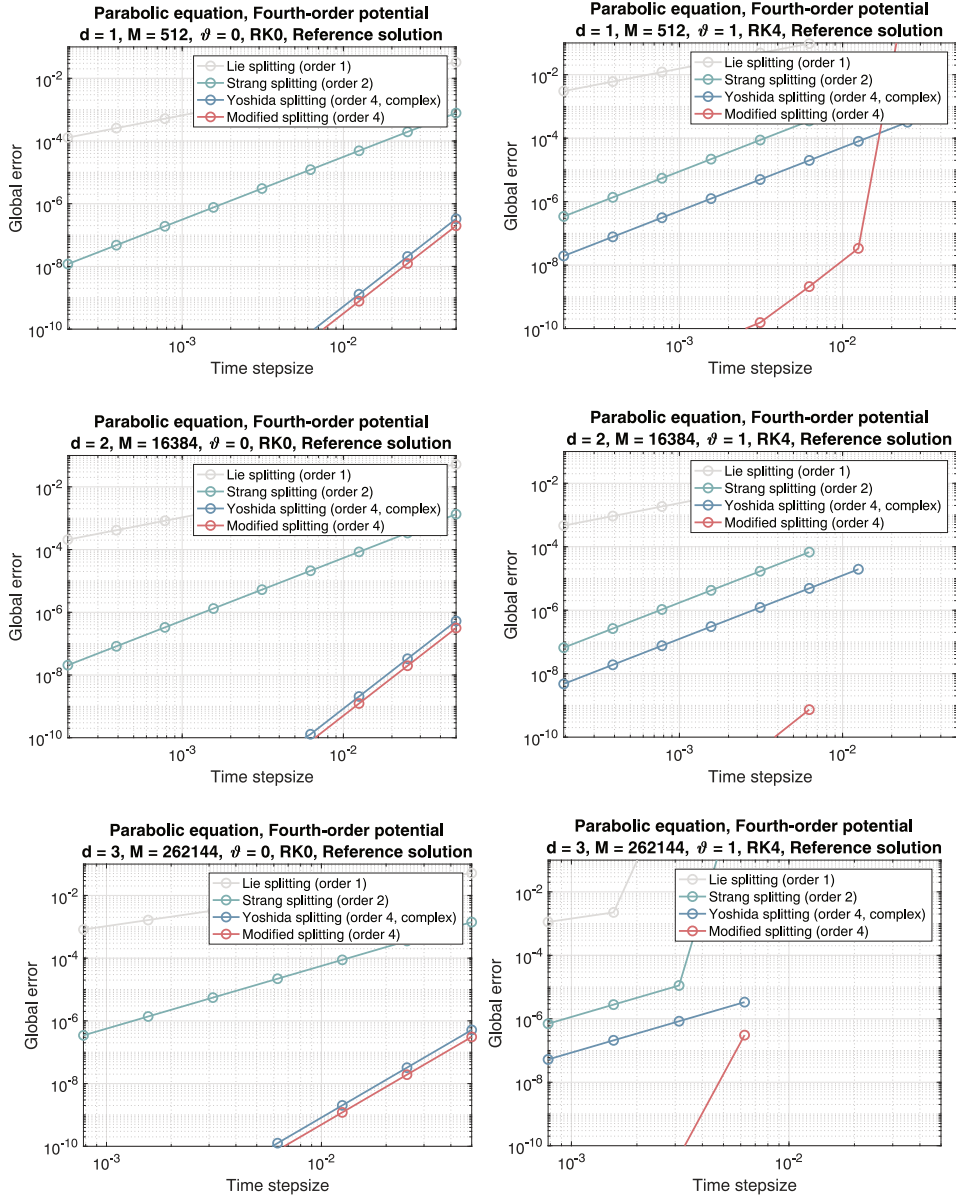 Parabolic equation, Fourth-order potential
d = 1, M = 512, ϑ = 0, RK0, Reference solution
Lie splitting (order 1)
Strang splitting (order 2)
Yoshida splitting (order 4, complex)
Modified splitting (order 4)
Global error
10^-2
10^-4
10^-6
10^-8
10^-10
10^-3
10^-2
Time stepsize
Parabolic equation, Fourth-order potential
d = 1, M = 512, ϑ = 1, RK4, Reference solution
Lie splitting (order 1)
Strang splitting (order 2)
Yoshida splitting (order 4, complex)
Modified splitting (order 4)
Global error
10^-2
10^-4
10^-6
10^-8
10^-10
10^-3
10^-2
Time stepsize
Parabolic equation, Fourth-order potential
d = 2, M = 16384, ϑ = 0, RK0, Reference solution
Lie splitting (order 1)
Strang splitting (order 2)
Yoshida splitting (order 4, complex)
Modified splitting (order 4)
Global error
10^-2
10^-4
10^-6
10^-8
10^-10
10^-3
10^-2
Time stepsize
Parabolic equation, Fourth-order potential
d = 2, M = 16384, ϑ = 1, RK4, Reference solution
Lie splitting (order 1)
Strang splitting (order 2)
Yoshida splitting (order 4, complex)
Modified splitting (order 4)
Global error
10^-2
10^-4
10^-6
10^-8
10^-10
10^-3
10^-2
Time stepsize
Parabolic equation, Fourth-order potential
d = 3, M = 262144, ϑ = 0, RK0, Reference solution
Lie splitting (order 1)
Strang splitting (order 2)
Yoshida splitting (order 4, complex)
Modified splitting (order 4)
Global error
10^-2
10^-4
10^-6
10^-8
10^-10
10^-3
10^-2
Time stepsize
Parabolic equation, Fourth-order potential
d = 3, M = 262144, ϑ = 1, RK4, Reference solution
Lie splitting (order 1)
Strang splitting (order 2)
Yoshida splitting (order 4, complex)
Modified splitting (order 4)
Global error
10^-2
10^-4
10^-6
10^-8
10^-10
10^-3
10^-2
Time stepsize